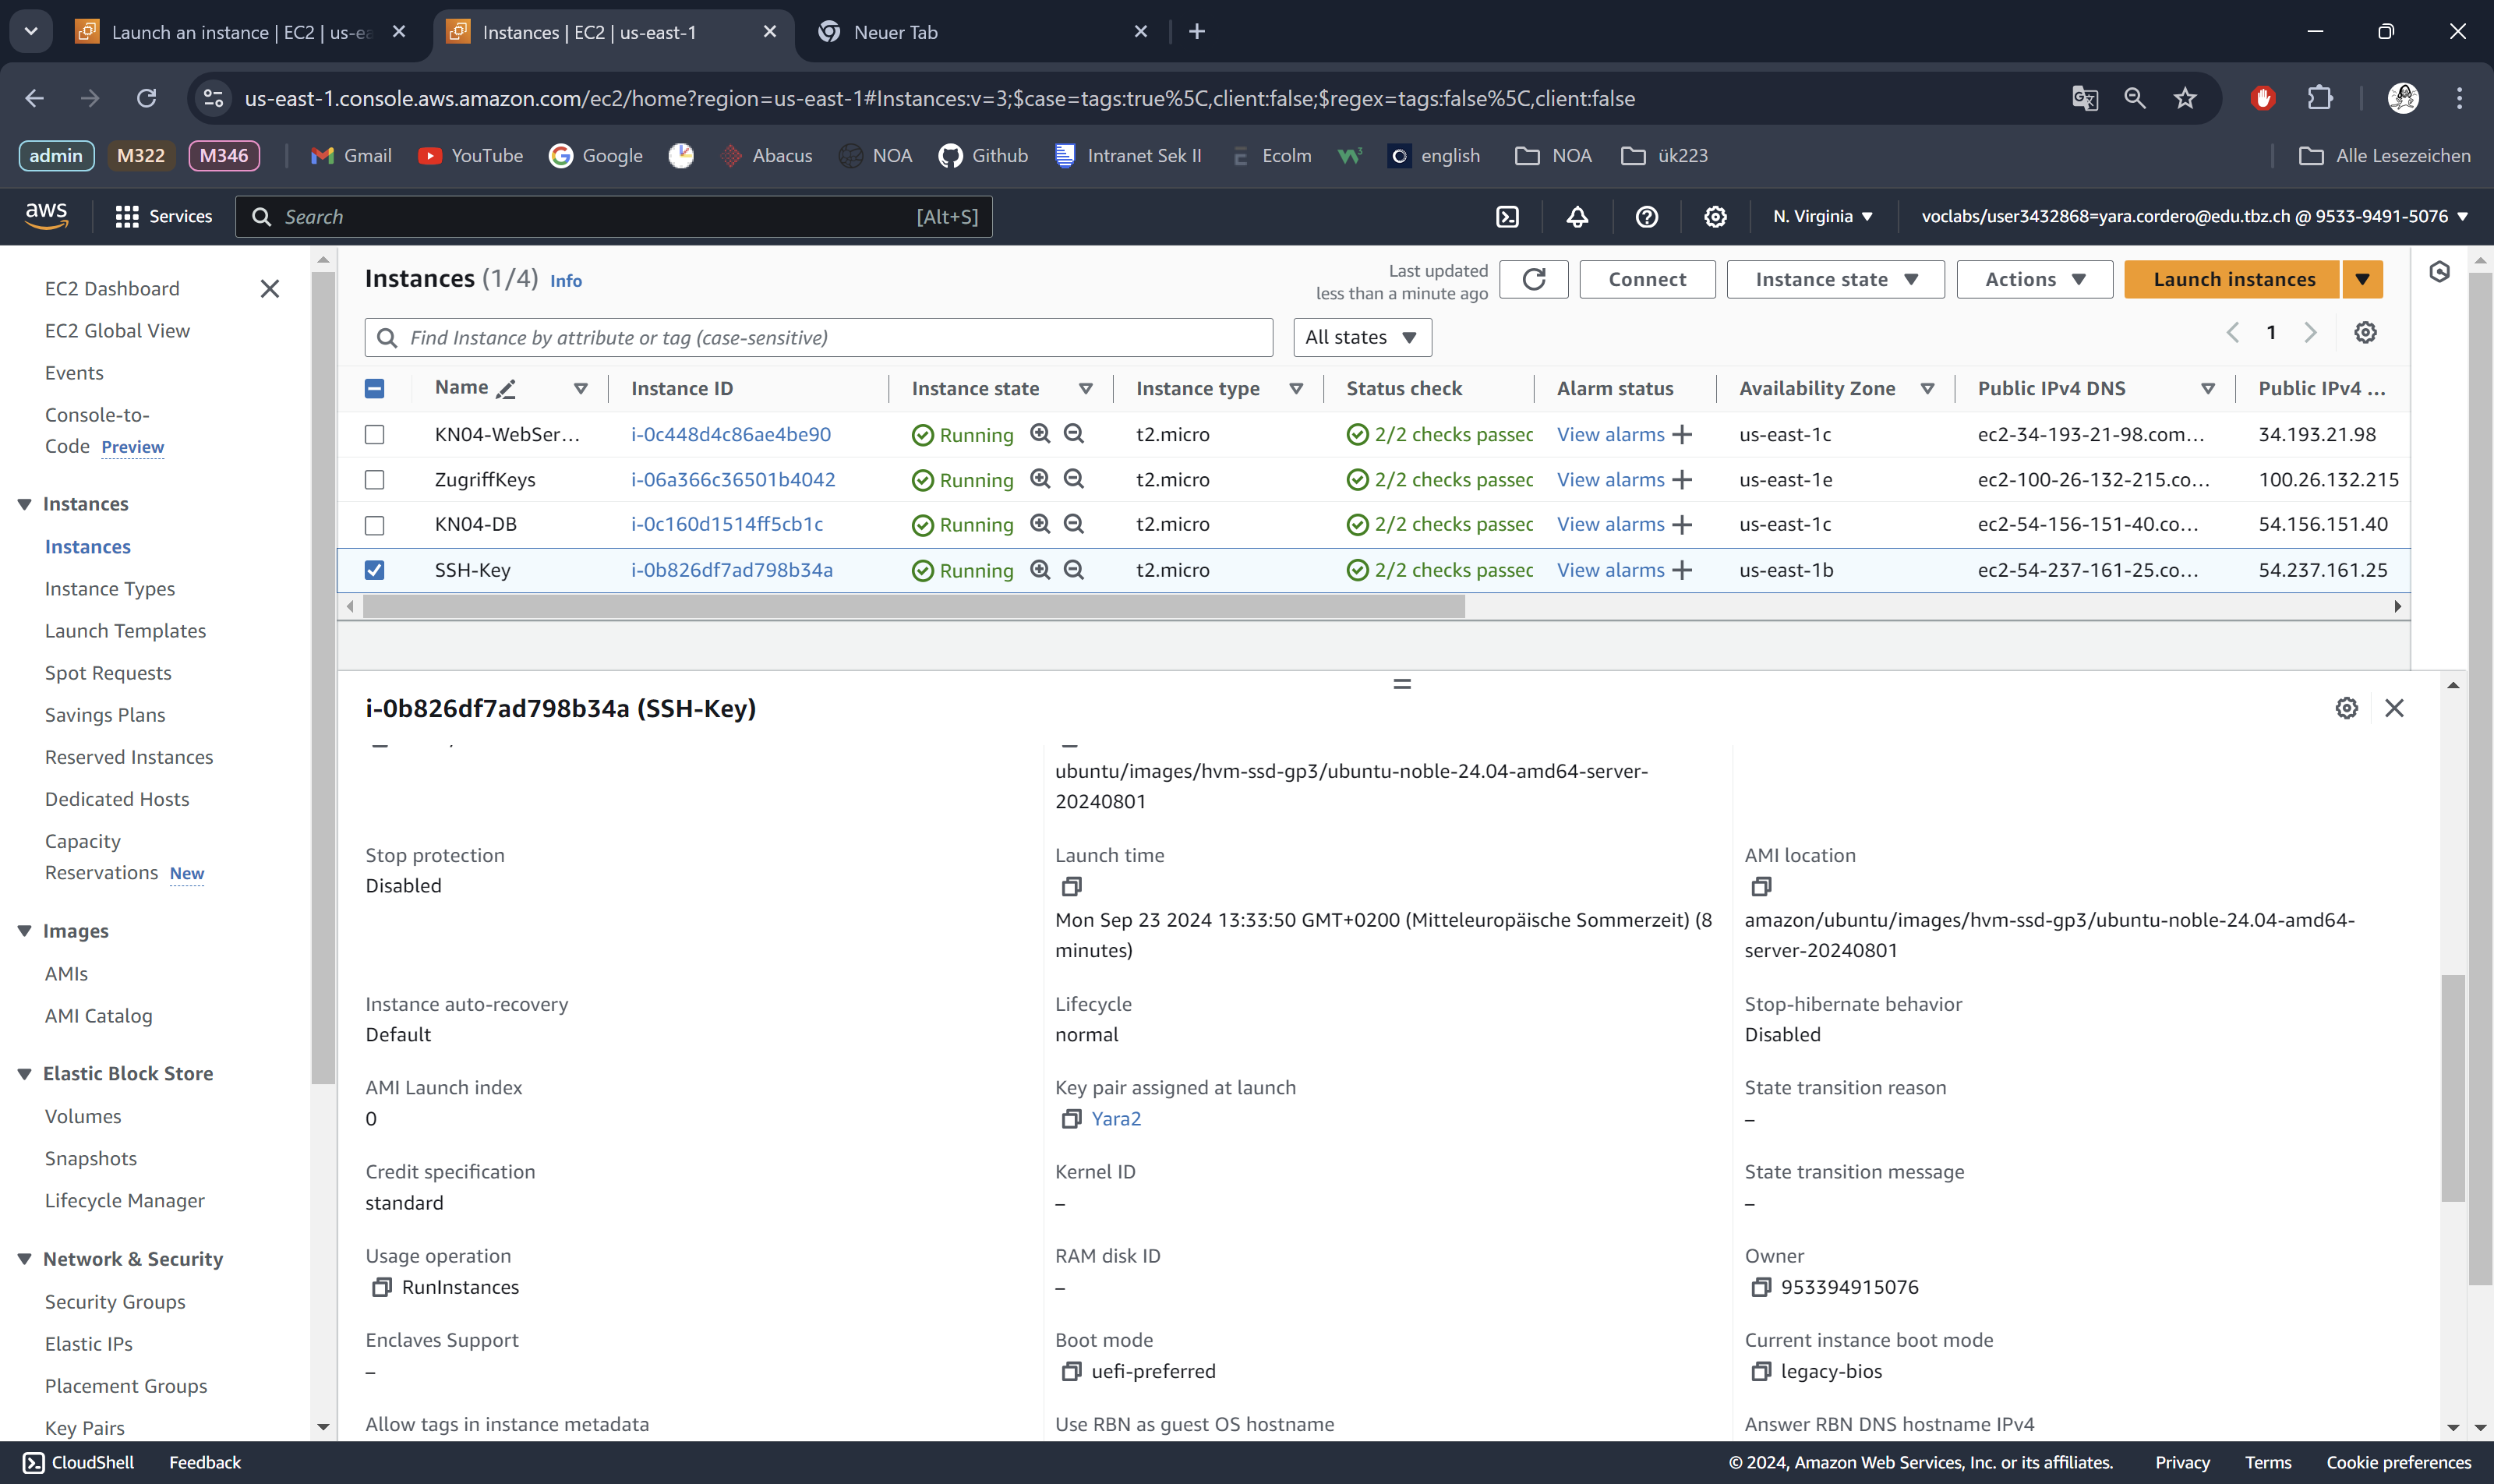 Launch an instance | EC2 | us-ea
Instances | EC2 | us-east-1
Neuer Tab
us-east-1.console.aws.amazon.com/ec2/home?region=us-east-1#Instances:v=3;$case=tags:true%5C,client:false;$regex=tags:false%5C,client:false
admin M322 M346 Gmail YouTube Google Abacus NOA Github Intranet Sek II Ecolm english NOA ük223 Alle Lesezeichen
aws Services Search [Alt+S] N. Virginia voclabs/user3432868=yara.cordero@edu.tbz.ch @ 9533-9491-5076
EC2 Dashboard
EC2 Global View
Events
Console-to-
Code Preview
Instances
Instances
Instance Types
Launch Templates
Spot Requests
Savings Plans
Reserved Instances
Dedicated Hosts
Capacity
Reservations New
Images
AMIs
AMI Catalog
Elastic Block Store
Volumes
Snapshots
Lifecycle Manager
Network & Security
Security Groups
Elastic IPs
Placement Groups
Key Pairs
Instances (1/4) Info
Last updated
less than a minute ago
Connect Instance state Actions Launch instances
Find Instance by attribute or tag (case-sensitive)
All states
1
Name Instance ID Instance state Instance type Status check Alarm status Availability Zone Public IPv4 DNS Public IPv4 ...
KN04-WebSer... i-0c448d4c86ae4be90 Running t2.micro 2/2 checks passec View alarms us-east-1c ec2-34-193-21-98.com... 34.193.21.98
ZugriffKeys i-06a366c36501b4042 Running t2.micro 2/2 checks passec View alarms us-east-1e ec2-100-26-132-215.co... 100.26.132.215
KN04-DB i-0c160d1514ff5cb1c Running t2.micro 2/2 checks passec View alarms us-east-1c ec2-54-156-151-40.co... 54.156.151.40
SSH-Key i-0b826df7ad798b34a Running t2.micro 2/2 checks passec View alarms us-east-1b ec2-54-237-161-25.co... 54.237.161.25
i-0b826df7ad798b34a (SSH-Key)
ubuntu/images/hvm-ssd-gp3/ubuntu-noble-24.04-amd64-server-
20240801
Stop protection
Disabled
Launch time
Mon Sep 23 2024 13:33:50 GMT+0200 (Mitteleuropäische Sommerzeit) (8
minutes)
AMI location
amazon/ubuntu/images/hvm-ssd-gp3/ubuntu-noble-24.04-amd64-
server-20240801
Instance auto-recovery
Default
Lifecycle
normal
Stop-hibernate behavior
Disabled
AMI Launch index
0
Key pair assigned at launch
Yara2
State transition reason
–
Credit specification
standard
Kernel ID
–
State transition message
–
Usage operation
RunInstances
RAM disk ID
–
Owner
953394915076
Enclaves Support
–
Boot mode
uefi-preferred
Current instance boot mode
legacy-bios
Allow tags in instance metadata
Use RBN as guest OS hostname
Answer RBN DNS hostname IPv4
CloudShell Feedback © 2024, Amazon Web Services, Inc. or its affiliates. Privacy Terms Cookie preferences